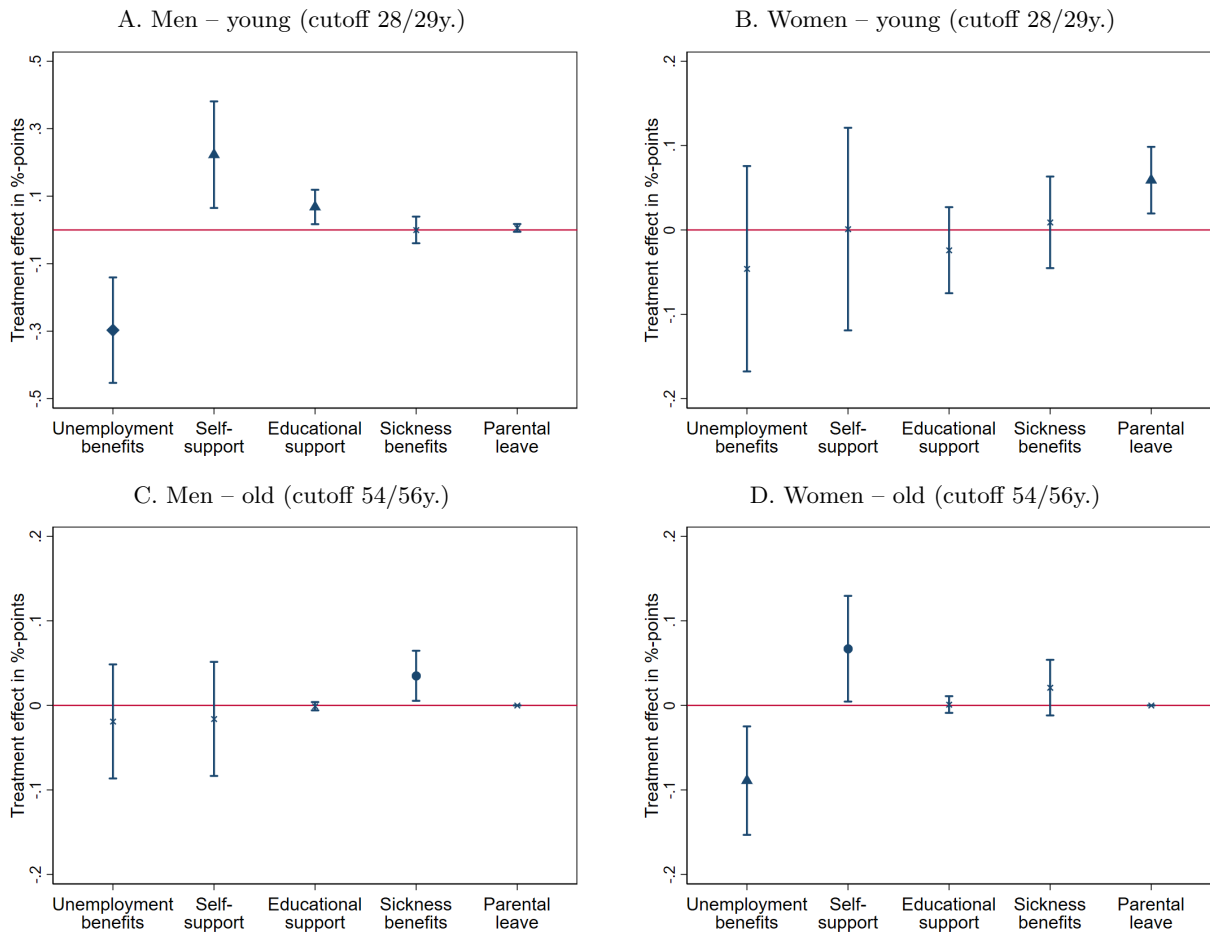 A. Men – young (cutoff 28/29y.)
Treatment effect in %-points
.5
.3
.1
-.1
-.3
-.5
Unemployment benefits
Self-support
Educational support
Sickness benefits
Parental leave
B. Women – young (cutoff 28/29y.)
Treatment effect in %-points
.2
.1
0
-.1
-.2
Unemployment benefits
Self-support
Educational support
Sickness benefits
Parental leave
C. Men – old (cutoff 54/56y.)
Treatment effect in %-points
.2
.1
0
-.1
-.2
Unemployment benefits
Self-support
Educational support
Sickness benefits
Parental leave
D. Women – old (cutoff 54/56y.)
Treatment effect in %-points
.2
.1
0
-.1
-.2
Unemployment benefits
Self-support
Educational support
Sickness benefits
Parental leave